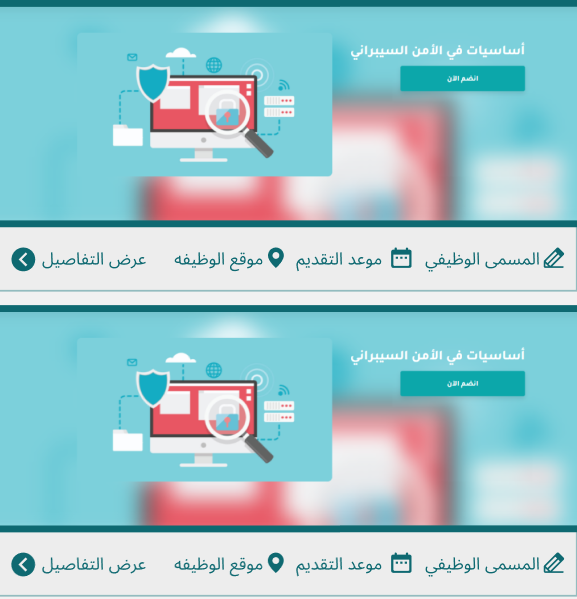 أساسيات في الأمن السيبراني
انضم الآن
المسمى الوظيفي موعد التقديم موقع الوظيفه عرض التفاصيل
أساسيات في الأمن السيبراني
انضم الآن
المسمى الوظيفي موعد التقديم موقع الوظيفه عرض التفاصيل